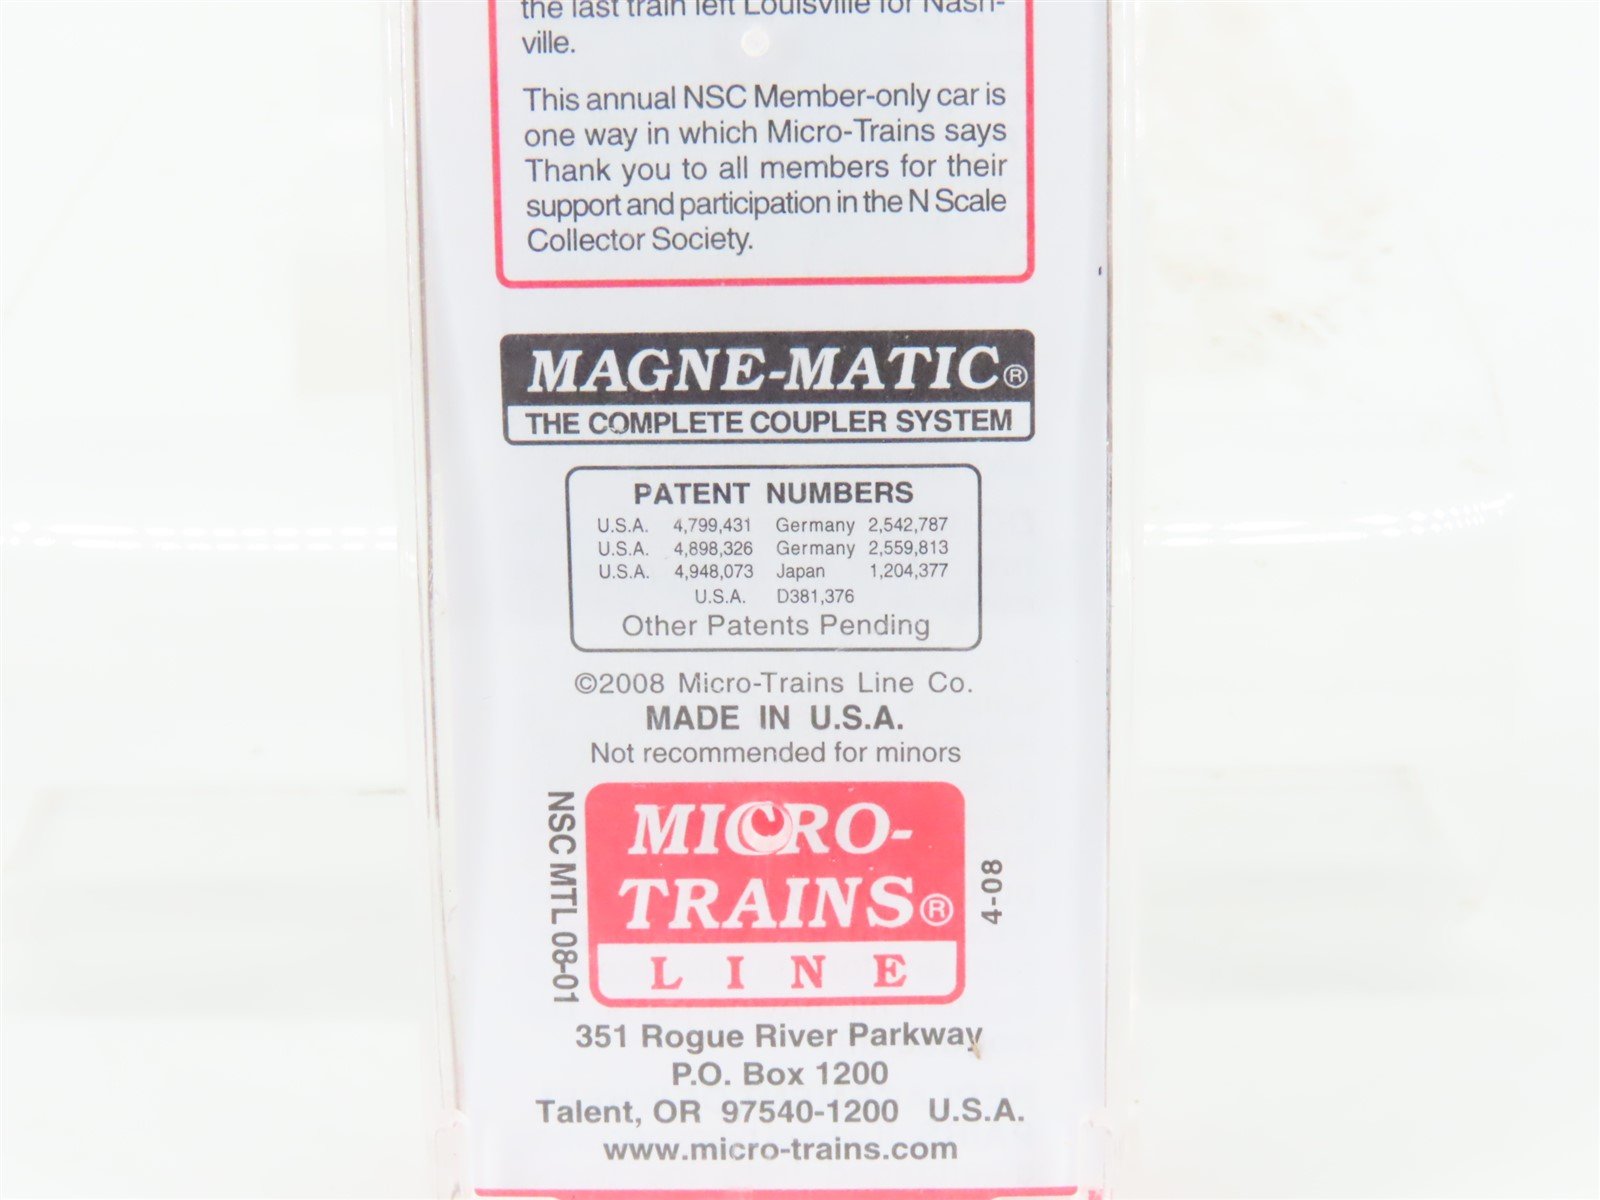 the last train left Louisville for Nash-
ville.
This annual NSC Member-only car is
one way in which Micro-Trains says
Thank you to all members for their
support and participation in the N Scale
Collector Society.
MAGNE-MATIC®
THE COMPLETE COUPLER SYSTEM
PATENT NUMBERS
U.S.A. 4,799,431 Germany 2,542,787
U.S.A. 4,898,326 Germany 2,559,813
U.S.A. 4,948,073 Japan 1,204,377
U.S.A. D381,376
Other Patents Pending
©2008 Micro-Trains Line Co.
MADE IN U.S.A.
Not recommended for minors
NSC MTL 08-01
MICRO-
TRAINS®
LINE
4-08
351 Rogue River Parkway
P.O. Box 1200
Talent, OR 97540-1200 U.S.A.
www.micro-trains.com